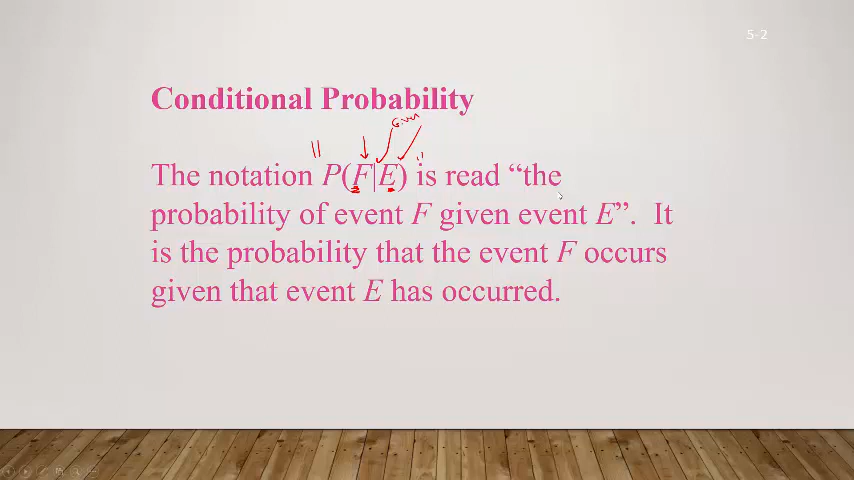 5-2
Conditional Probability
Given
The notation "P(F|E)" is read “the
probability of event F given event E”. It
is the probability that the event F occurs
given that event E has occurred.